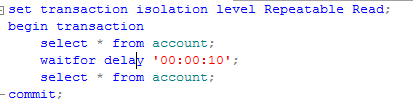 set transaction isolation level Repeatable Read;
begin transaction
select * from account;
waitfor delay '00:00:10';
select * from account;
commit;